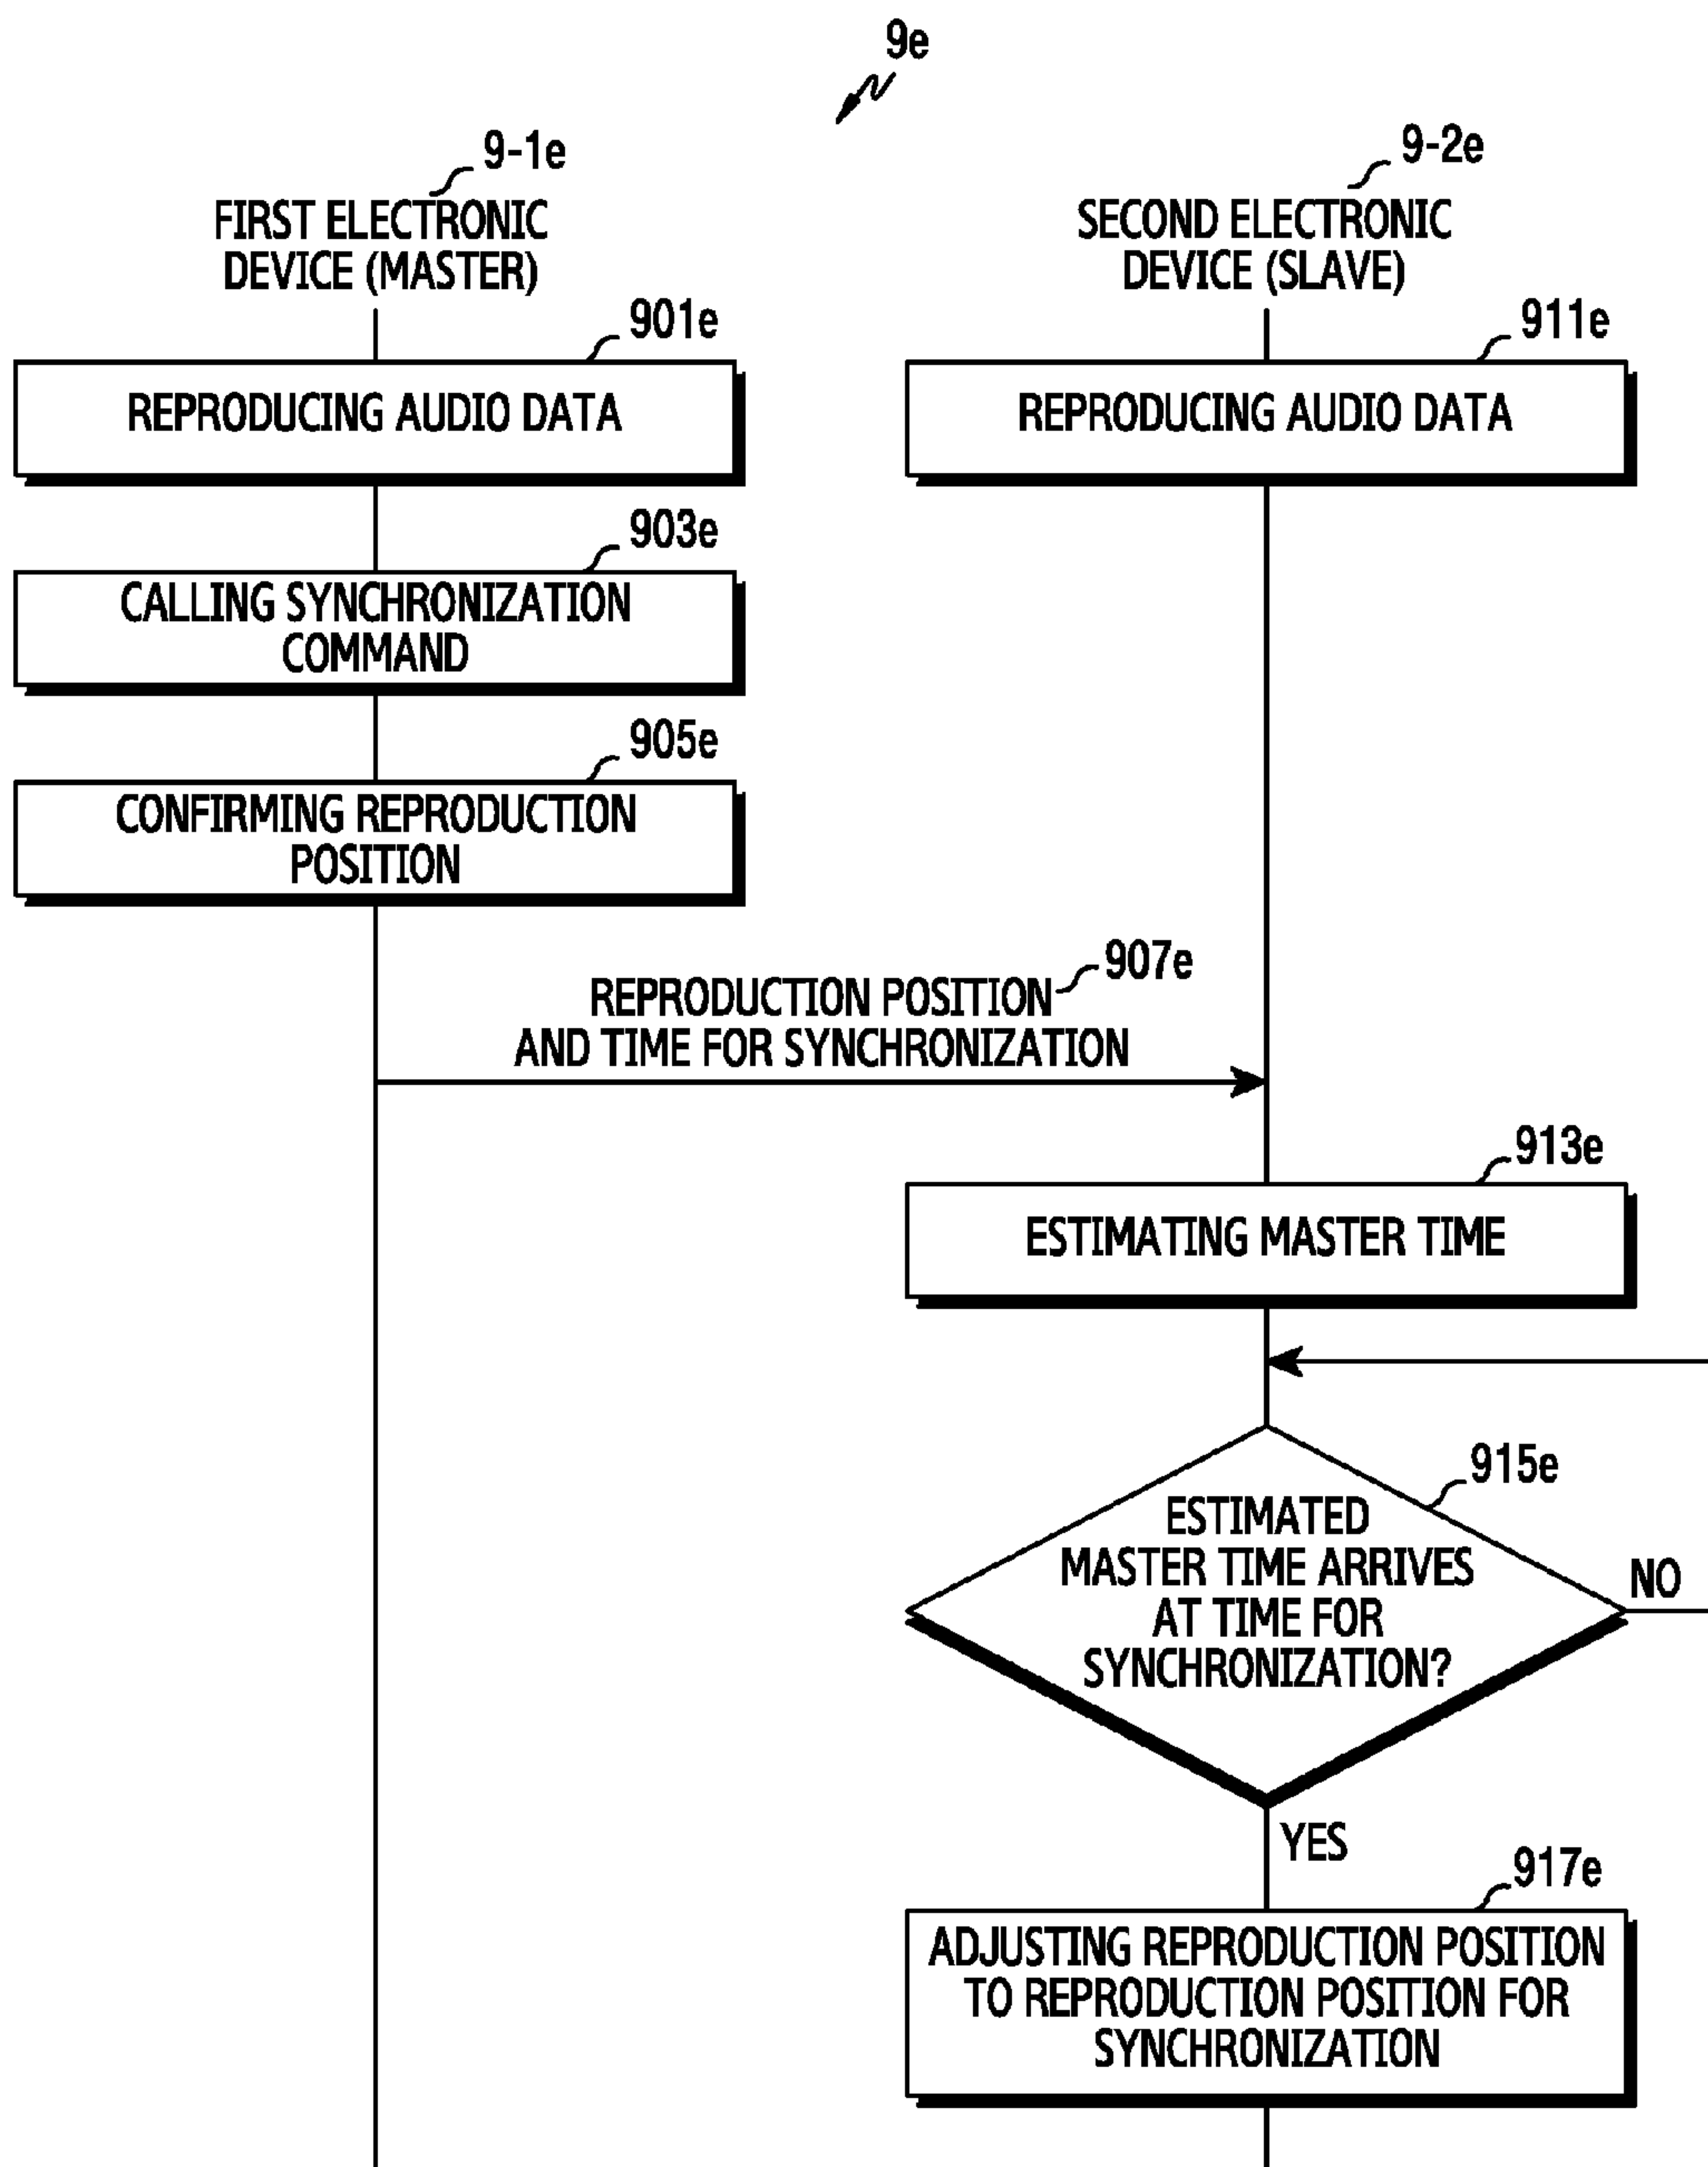 9e
9-1e
9-2e
FIRST ELECTRONIC
DEVICE (MASTER)
SECOND ELECTRONIC
DEVICE (SLAVE)
901e
911e
REPRODUCING AUDIO DATA
REPRODUCING AUDIO DATA
903e
CALLING SYNCHRONIZATION
COMMAND
905e
CONFIRMING REPRODUCTION
POSITION
907e
REPRODUCTION POSITION
AND TIME FOR SYNCHRONIZATION
913e
ESTIMATING MASTER TIME
915e
ESTIMATED
MASTER TIME ARRIVES
AT TIME FOR
SYNCHRONIZATION?
NO
YES
917e
ADJUSTING REPRODUCTION POSITION
TO REPRODUCTION POSITION FOR
SYNCHRONIZATION